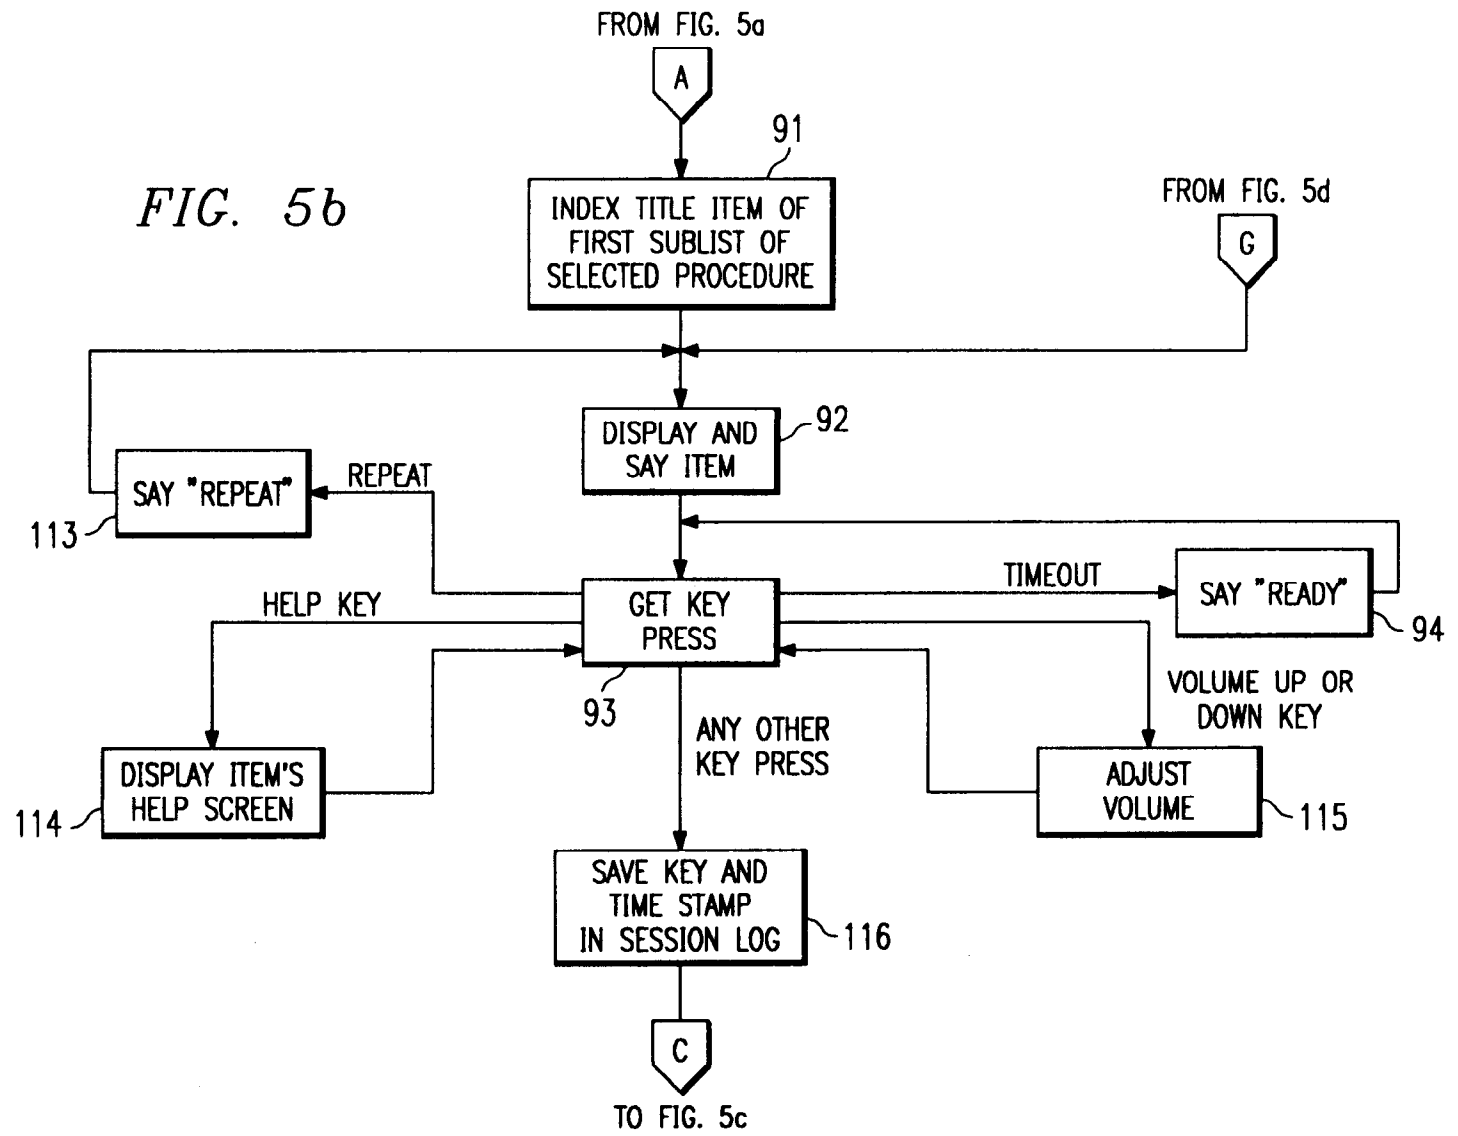 FROM FIG. 5a
A
91
FIG. 5b
INDEX TITLE ITEM OF
FIRST SUBLIST OF
SELECTED PROCEDURE
FROM FIG. 5d
G
DISPLAY AND
SAY ITEM
92
SAY "REPEAT"
113
REPEAT
TIMEOUT
SAY "READY"
94
HELP KEY
GET KEY
PRESS
93
VOLUME UP OR
DOWN KEY
ANY OTHER
KEY PRESS
DISPLAY ITEM'S
HELP SCREEN
114
ADJUST
VOLUME
115
SAVE KEY AND
TIME STAMP
IN SESSION LOG
116
C
TO FIG. 5c